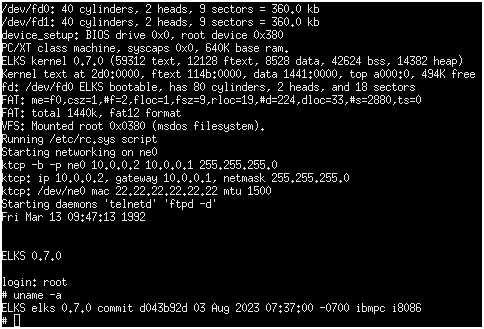 /dev/fd0: 40 cylinders, 2 heads, 9 sectors = 360.0 kb
/dev/fd1: 40 cylinders, 2 heads, 9 sectors = 360.0 kb
device_setup: BIOS drive 0x0, root device 0x380
PC/XT class machine, syscaps 0x0, 640K base ram.
ELKS kernel 0.7.0 (59312 text, 12128 ftext, 8528 data, 42624 bss, 14382 heap)
Kernel text at 2d0:0000, ftext 114b:0000, data 1441:0000, top a000:0, 494K free
fd: /dev/fd0 ELKS bootable, has 80 cylinders, 2 heads, and 18 sectors
FAT: me=f0,csz=1,#f=2,floc=1,fsz=9,rloc=19,#d=224,dloc=33,#s=2880,ts=0
FAT: total 1440k, fat12 format
VFS: Mounted root 0x0380 (msdos filesystem).
Running /etc/rc.sys script
Starting networking on ne0
ktcp -b -p ne0 10.0.0.2 10.0.0.1 255.255.255.0
ktcp: ip 10.0.0.2, gateway 10.0.0.1, netmask 255.255.255.0
ktcp: /dev/ne0 mac 22.22.22.22.22.22 mtu 1500
Starting daemons 'telnetd' 'ftpd -d'
Fri Mar 13 09:47:13 1992
ELKS 0.7.0
login: root
# uname -a
ELKS elks 0.7.0 commit d043b92d 03 Aug 2023 07:37:00 -0700 ibmpc i8086
#